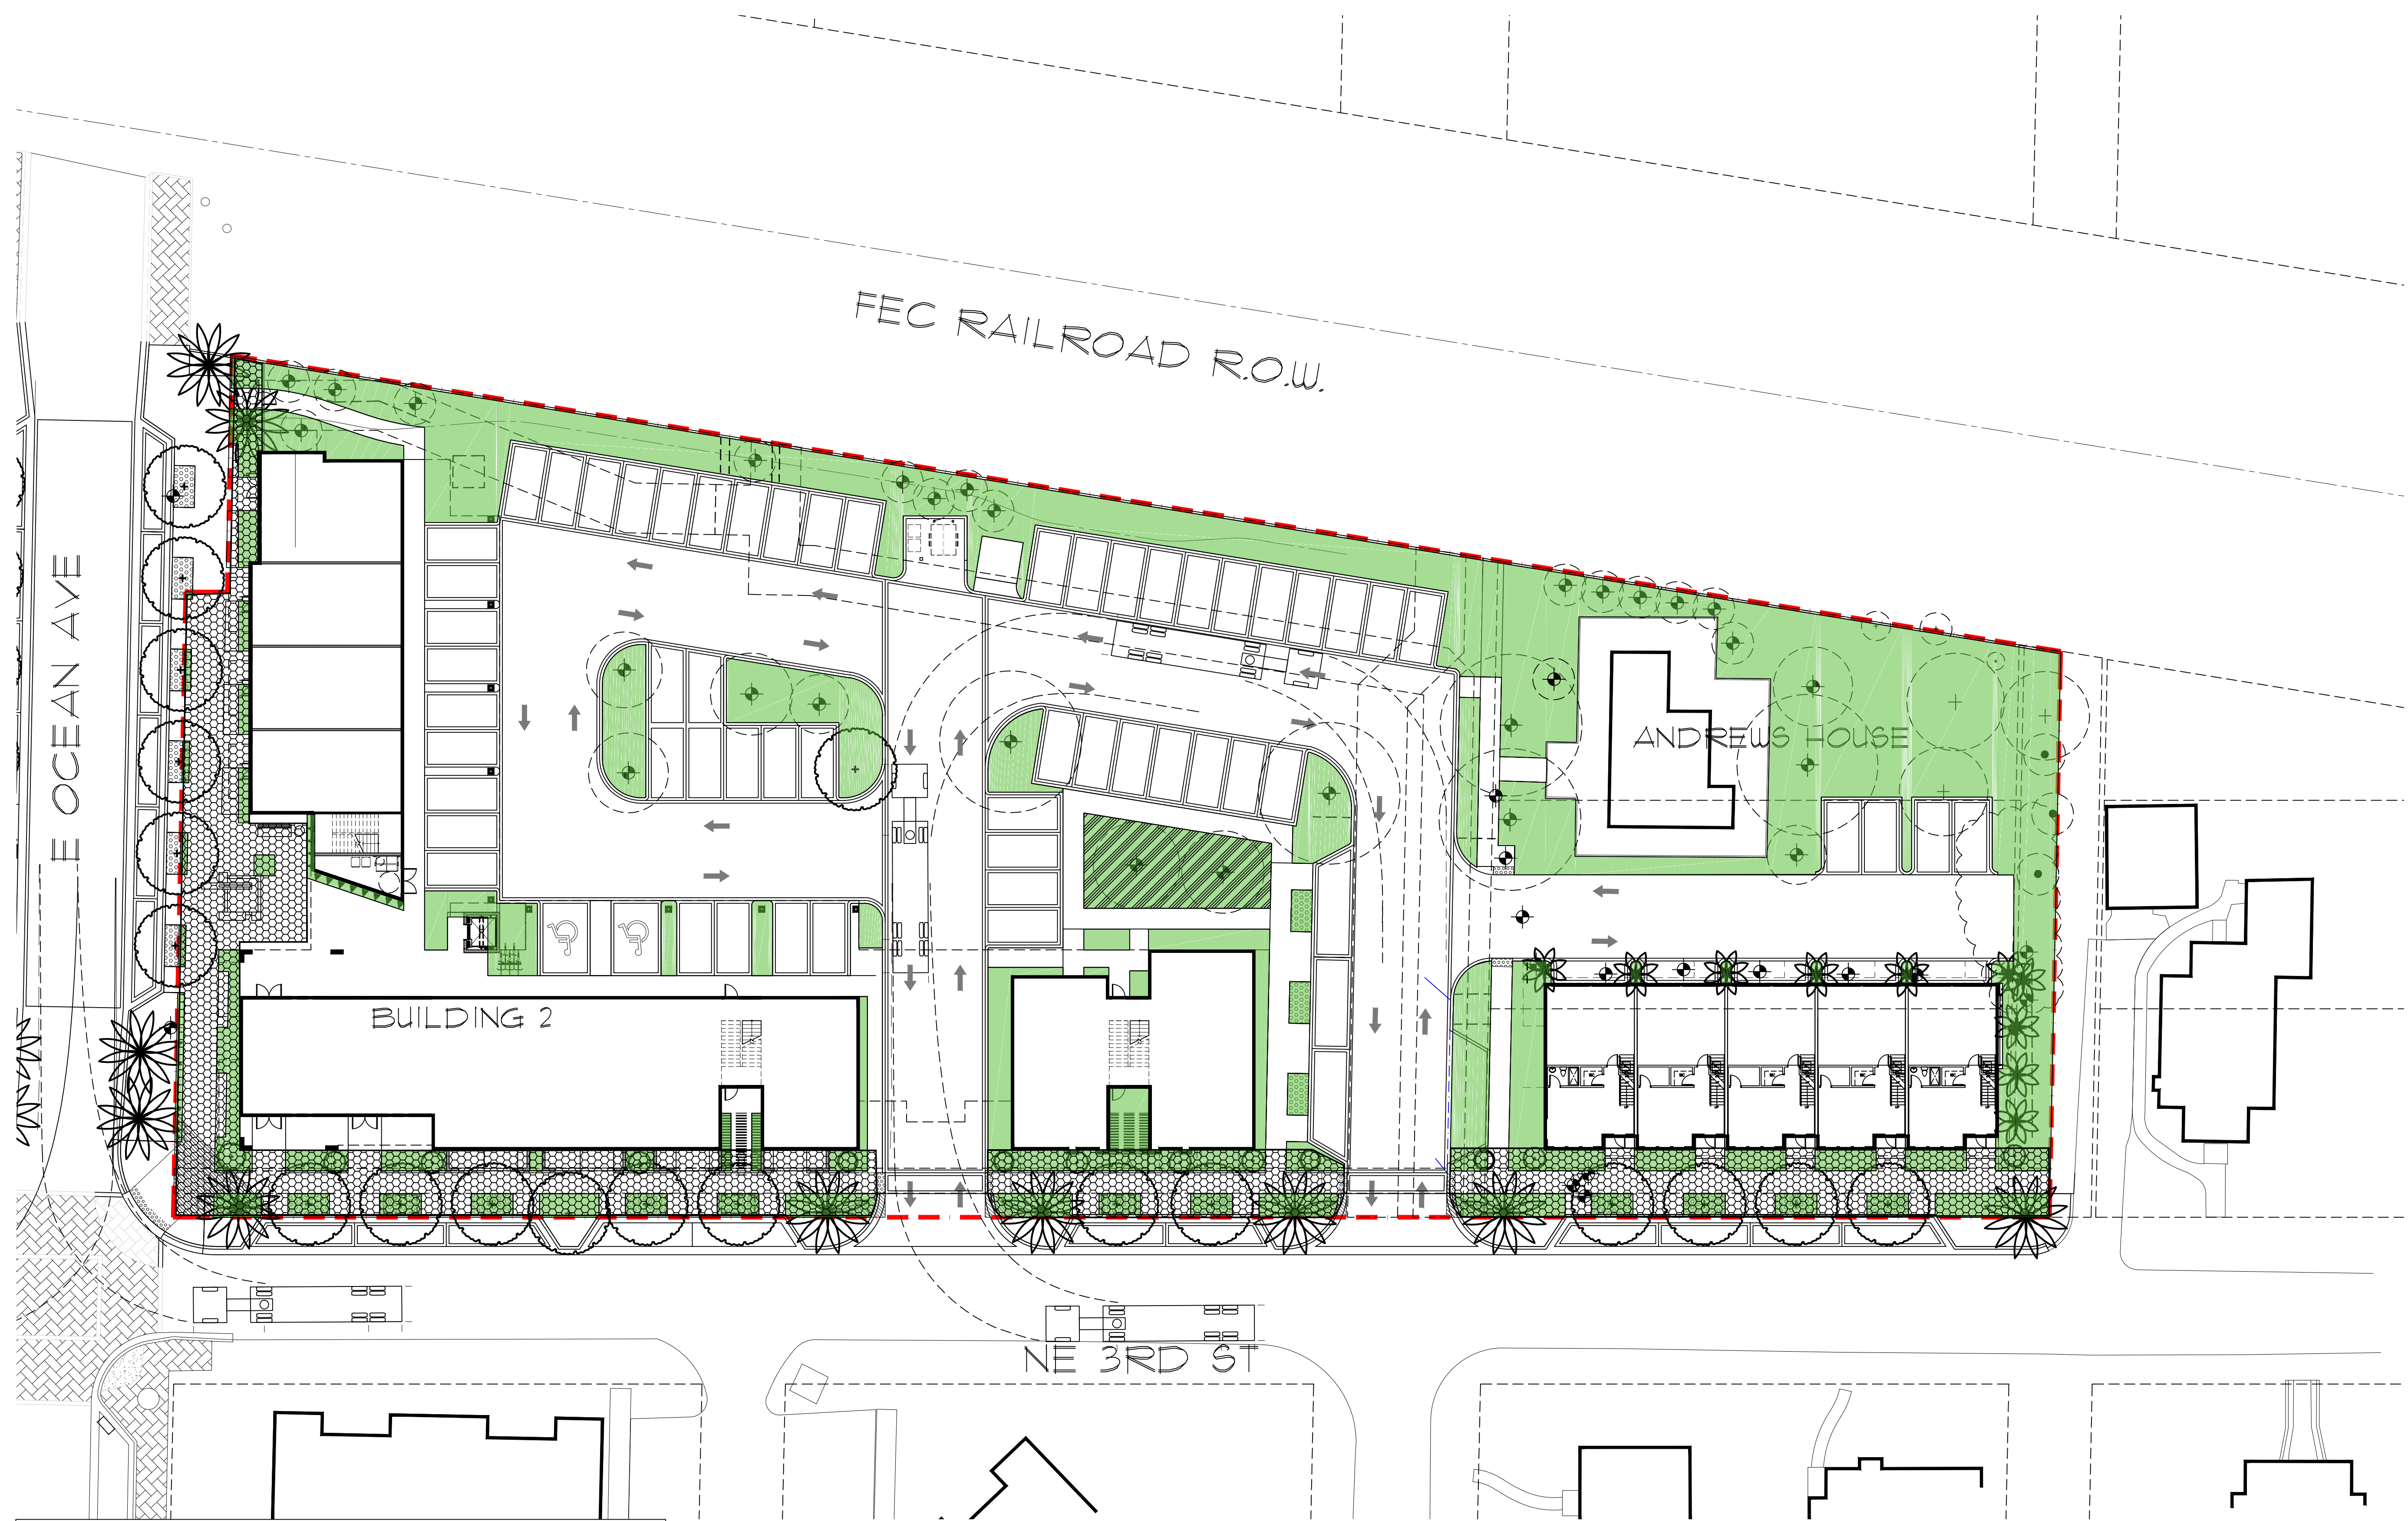 FEC RAILROAD R.O.W.
E OCEAN AVE
ANDREWS HOUSE
BUILDING 2
NE 3RD ST